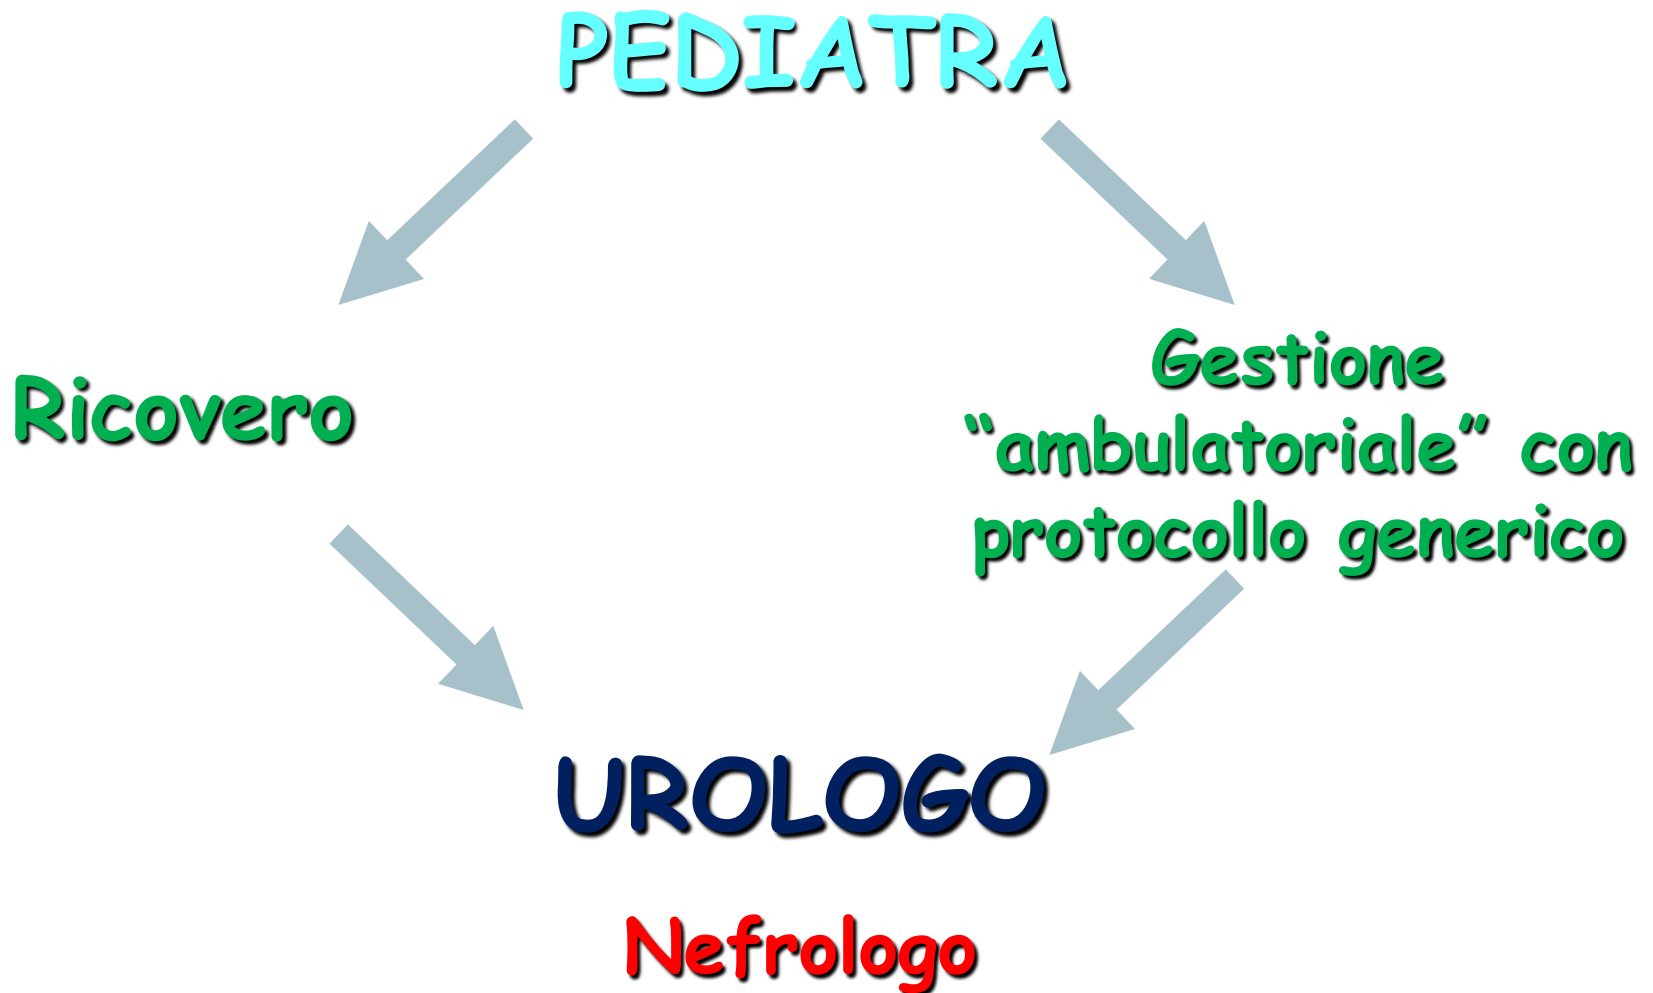 PEDIATRA
Ricovero
Gestione
“ambulatoriale” con
protocollo generico
UROLOGO
Nefrologo